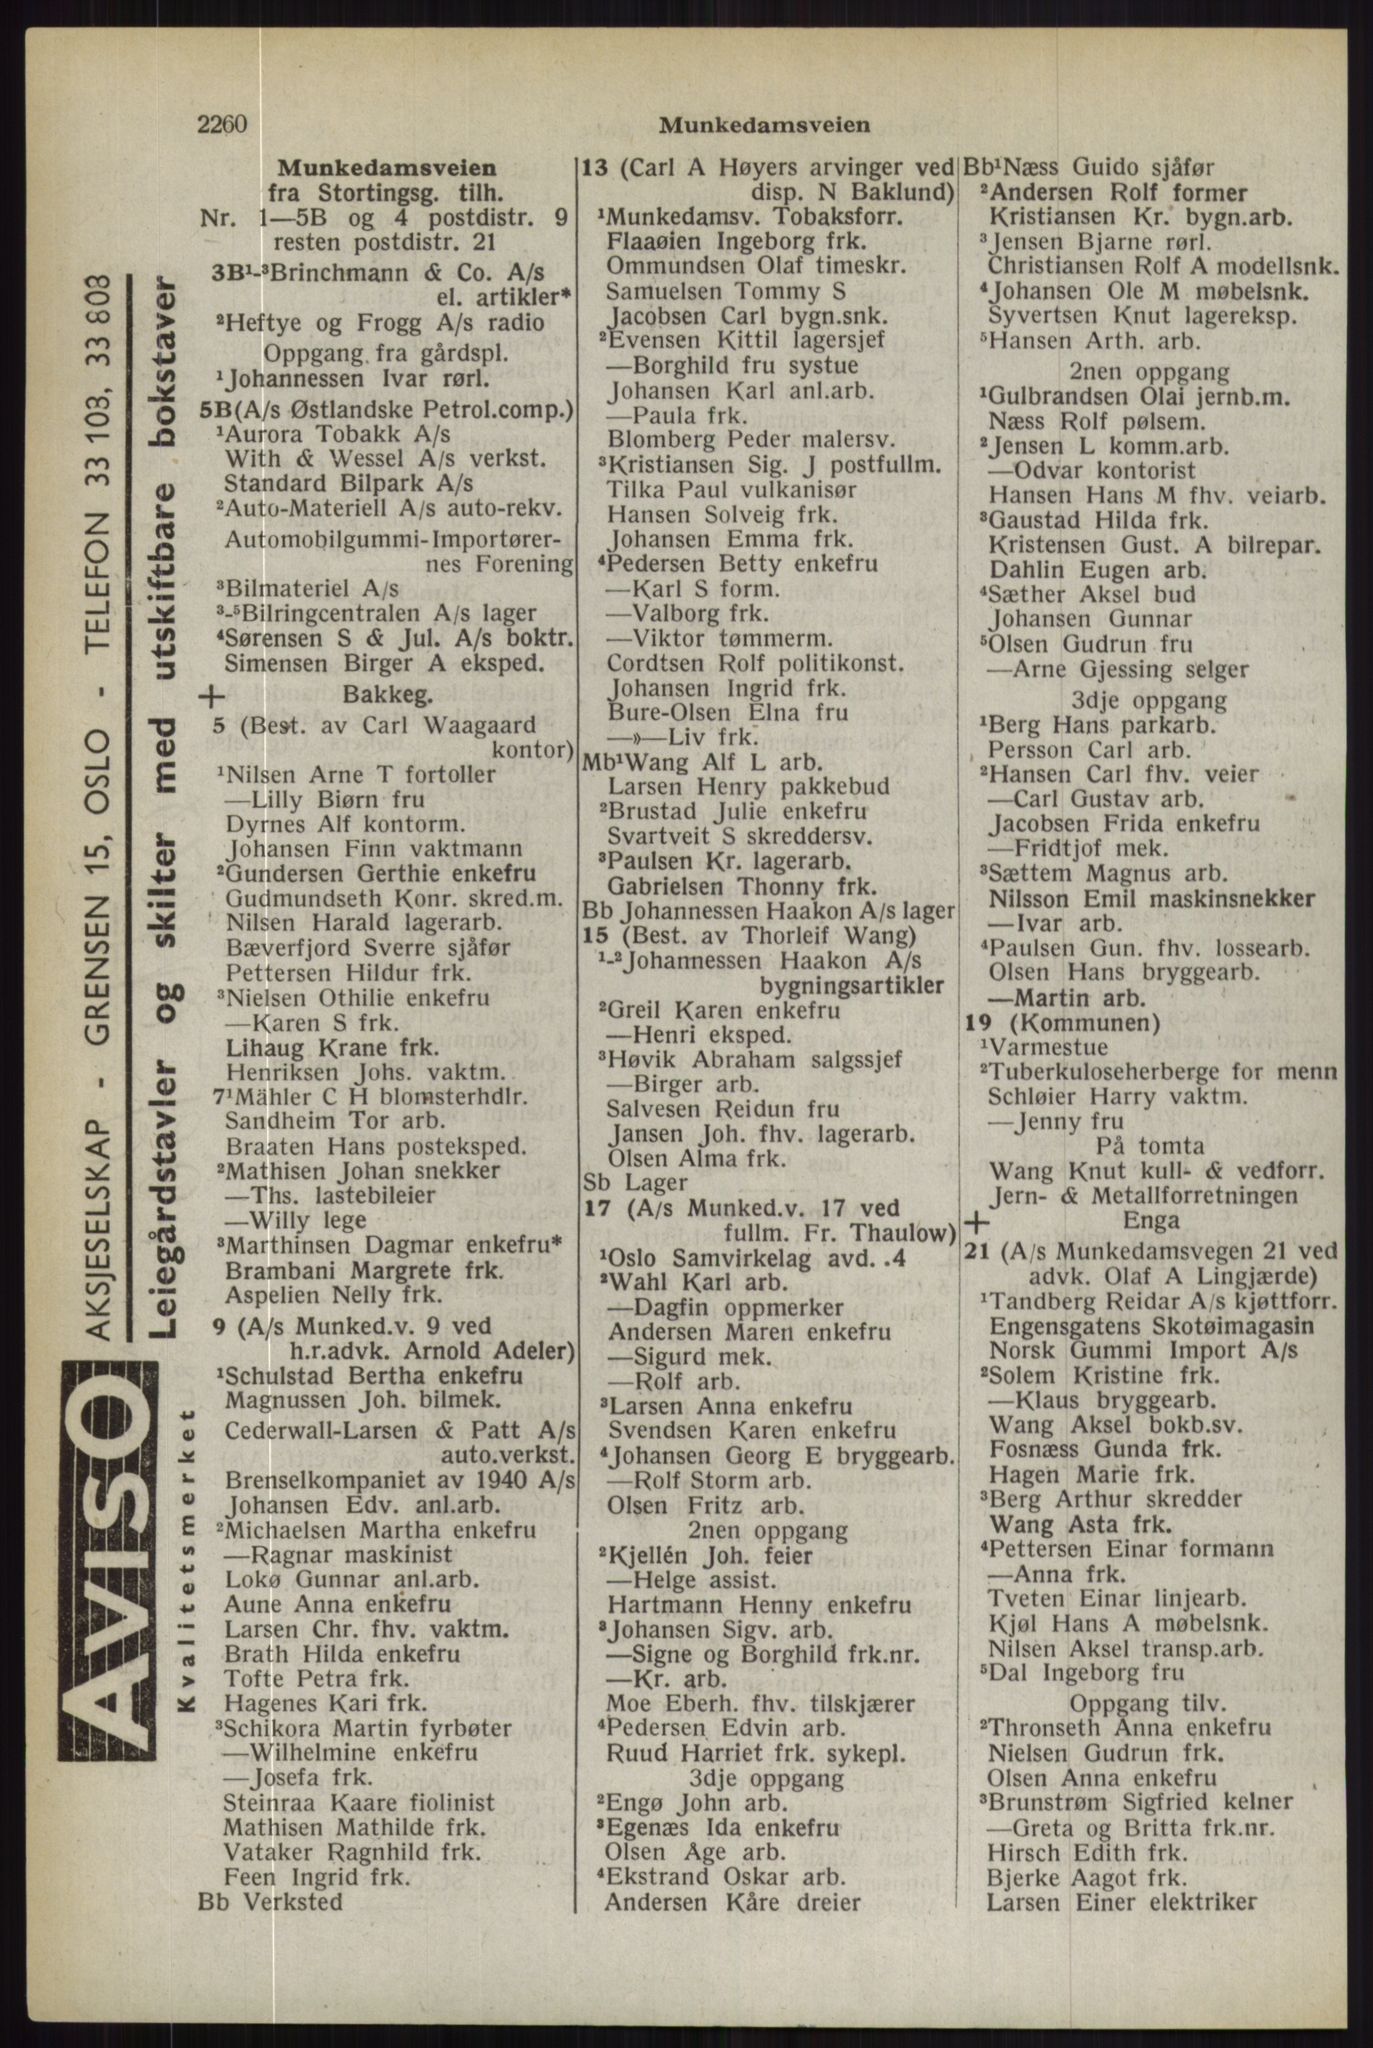 2260
Munkedamsveien
AKSJESELSKAP - GRENSEN 15, OSLO - TELEFON 33 103, 33 803
Leiegårdstavler og skilter med utskiftbare bokstaver
AVISO
Kvalitetsmerket
Munkedamsveien
fra Stortingsg. tilh.
Nr. 1—5B og 4 postdistr. 9
resten postdistr. 21
3B¹-³Brinchmann & Co. A/s
el. artikler*
²Heftye og Frogg A/s radio
Oppgang fra gårdspl.
¹Johannessen Ivar rørl.
5B(A/s Østlandske Petrol.comp.)
¹Aurora Tobakk A/s
With & Wessel A/s verkst.
Standard Bilpark A/s
²Auto-Materiell A/s auto-rekv.
Automobilgummi-Importører-
nes Forening
³Bilmateriel A/s
³-⁵Bilringcentralen A/s lager
⁴Sørensen S & Jul. A/s boktr.
Simensen Birger A eksped.
+ Bakkeg.
5 (Best. av Carl Waagaard
kontor)
¹Nilsen Arne T fortoller
—Lilly Biørn fru
Dyrnes Alf kontorm.
Johansen Finn vaktmann
²Gundersen Gerthie enkefru
Gudmundseth Konr. skred.m.
Nilsen Harald lagerarb.
Bæverfjord Sverre sjåfør
Pettersen Hildur frk.
³Nielsen Othilie enkefru
—Karen S frk.
Lihaug Krane frk.
Henriksen Johs. vaktm.
7¹Mähler C H blomsterhdlr.
Sandheim Tor arb.
Braaten Hans posteksped.
²Mathisen Johan snekker
—Ths. lastebileier
—Willy lege
³Marthinsen Dagmar enkefru*
Brambani Margrete frk.
Aspelien Nelly frk.
9 (A/s Munked.v. 9 ved
h.r.advk. Arnold Adeler)
¹Schulstad Bertha enkefru
Magnussen Joh. bilmek.
Cederwall-Larsen & Patt A/s
auto.verkst.
Brenselkompaniet av 1940 A/s
Johansen Edv. anl.arb.
²Michaelsen Martha enkefru
—Ragnar maskinist
Lokø Gunnar anl.arb.
Aune Anna enkefru
Larsen Chr. fhv. vaktm.
Brath Hilda enkefru
Tofte Petra frk.
Hagenes Kari frk.
³Schikora Martin fyrbøter
—Wilhelmine enkefru
—Josefa frk.
Steinraa Kaare fiolinist
Mathisen Mathilde frk.
Vataker Ragnhild frk.
Feen Ingrid frk.
Bb Verksted
13 (Carl A Høyers arvinger ved
disp. N Baklund)
¹Munkedamsv. Tobaksforr.
Flaaøien Ingeborg frk.
Ommundsen Olaf timeskr.
Samuelsen Tommy S
Jacobsen Carl bygn.snk.
²Evensen Kittil lagersjef
—Borghild fru systue
Johansen Karl anl.arb.
—Paula frk.
Blomberg Peder malersv.
³Kristiansen Sig. J postfullm.
Tilka Paul vulkanisør
Hansen Solveig frk.
Johansen Emma frk.
⁴Pedersen Betty enkefru
—Karl S form.
—Valborg frk.
—Viktor tømmerm.
Cordtsen Rolf politikonst.
Johansen Ingrid frk.
Bure-Olsen Elna fru
—»—Liv frk.
Mb¹Wang Alf L arb.
Larsen Henry pakkebud
²Brustad Julie enkefru
Svartveit S skreddersv.
³Paulsen Kr. lagerarb.
Gabrielsen Thonny frk.
Bb Johannessen Haakon A/s lager
15 (Best. av Thorleif Wang)
¹-²Johannessen Haakon A/s
bygningsartikler
²Greil Karen enkefru
—Henri eksped.
³Høvik Abraham salgssjef
—Birger arb.
Salvesen Reidun fru
Jansen Joh. fhv. lagerarb.
Olsen Alma frk.
Sb Lager
17 (A/s Munked.v. 17 ved
fullm. Fr. Thaulow)
¹Oslo Samvirkelag avd. .4
²Wahl Karl arb.
—Dagfin oppmerker
Andersen Maren enkefru
—Sigurd mek.
—Rolf arb.
³Larsen Anna enkefru
Svendsen Karen enkefru
⁴Johansen Georg E bryggearb.
—Rolf Storm arb.
Olsen Fritz arb.
2nen oppgang
²Kjellén Joh. feier
—Helge assist.
Hartmann Henny enkefru
³Johansen Sigv. arb.
—Signe og Borghild frk.nr.
—Kr. arb.
Moe Eberh. fhv. tilskjærer
⁴Pedersen Edvin arb.
Ruud Harriet frk. sykepl.
3dje oppgang
²Engø John arb.
³Egenæs Ida enkefru
Olsen Åge arb.
⁴Ekstrand Oskar arb.
Andersen Kåre dreier
Bb¹Næss Guido sjåfør
²Andersen Rolf former
Kristiansen Kr. bygn.arb.
³Jensen Bjarne rørl.
Christiansen Rolf A modellsnk.
⁴Johansen Ole M møbelsnk.
Syvertsen Knut lagereksp.
⁵Hansen Arth. arb.
2nen oppgang
¹Gulbrandsen Olai jernb.m.
Næss Rolf pølsem.
²Jensen L komm.arb.
—Odvar kontorist
Hansen Hans M fhv. veiarb.
³Gaustad Hilda frk.
Kristensen Gust. A bilrepar.
Dahlin Eugen arb.
⁴Sæther Aksel bud
Johansen Gunnar
⁵Olsen Gudrun fru
—Arne Gjessing selger
3dje oppgang
¹Berg Hans parkarb.
Persson Carl arb.
²Hansen Carl fhv. veier
—Carl Gustav arb.
Jacobsen Frida enkefru
—Fridtjof mek.
³Sættem Magnus arb.
Nilsson Emil maskinsnekker
—Ivar arb.
⁴Paulsen Gun. fhv. lossearb.
Olsen Hans bryggearb.
—Martin arb.
19 (Kommunen)
¹Varmestue
²Tuberkuloseherberge for menn
Schløier Harry vaktm.
—Jenny fru
På tomta
Wang Knut kull- & vedforr.
Jern- & Metallforretningen
+ Enga
21 (A/s Munkedamsvegen 21 ved
advk. Olaf A Lingjærde)
¹Tandberg Reidar A/s kjøttforr.
Engensgatens Skotøimagasin
Norsk Gummi Import A/s
²Solem Kristine frk.
—Klaus bryggearb.
Wang Aksel bokb.sv.
Fosnæss Gunda frk.
Hagen Marie frk.
³Berg Arthur skredder
Wang Asta frk.
⁴Pettersen Einar formann
—Anna frk.
Tveten Einar linjearb.
Kjøl Hans A møbelsnk.
Nilsen Aksel transp.arb.
⁵Dal Ingeborg fru
Oppgang tilv.
²Thronseth Anna enkefru
Nielsen Gudrun frk.
Olsen Anna enkefru
³Brunstrøm Sigfried kelner
—Greta og Britta frk.nr.
Hirsch Edith frk.
Bjerke Aagot frk.
Larsen Einer elektriker